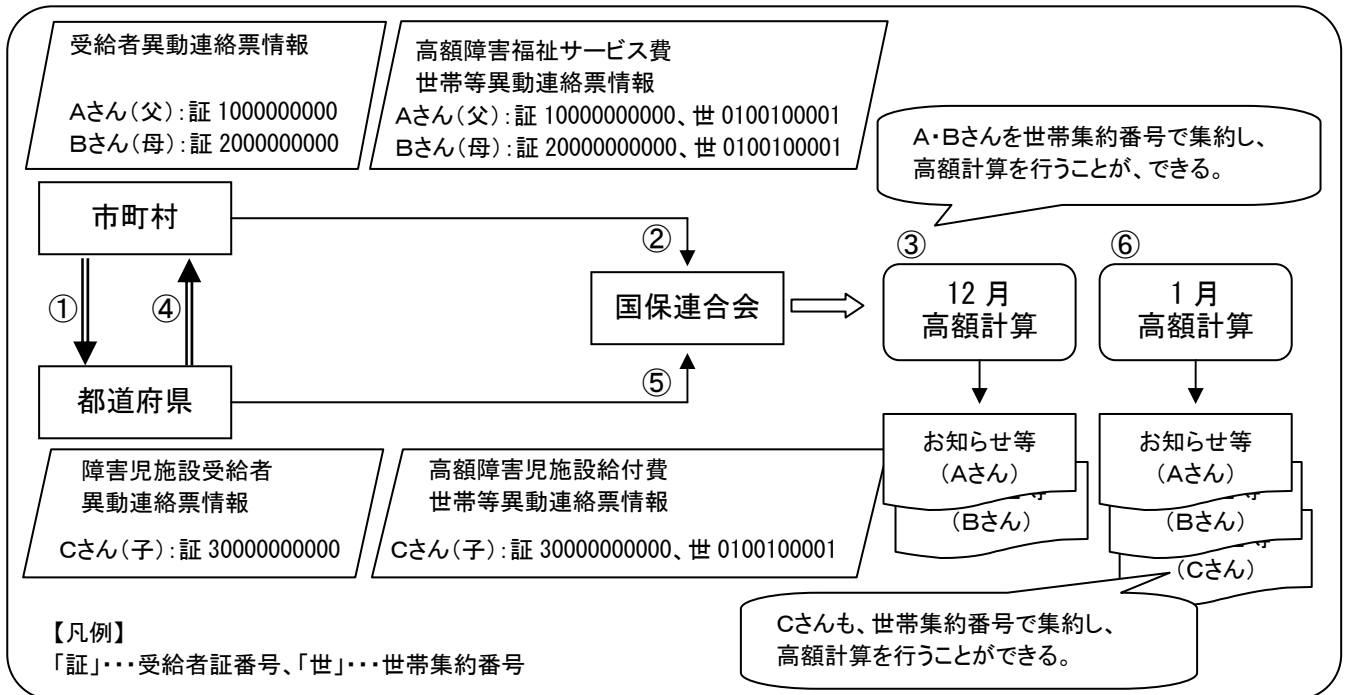 受給者異動連絡票情報
Aさん(父):証 1000000000
Bさん(母):証 2000000000
高額障害福祉サービス費
世帯等異動連絡票情報
Aさん(父):証 10000000000、世 0100100001
Bさん(母):証 20000000000、世 0100100001
A・Bさんを世帯集約番号で集約し、
高額計算を行うことが、できる。
市町村
①
④
②
国保連合会
③
12 月
高額計算
⑥
1 月
高額計算
都道府県
⑤
お知らせ等
(Aさん)
(Bさん)
お知らせ等
(Aさん)
(Bさん)
(Cさん)
障害児施設受給者
異動連絡票情報
Cさん(子):証 30000000000
高額障害児施設給付費
世帯等異動連絡票情報
Cさん(子):証 30000000000、世 0100100001
Cさんも、世帯集約番号で集約し、
高額計算を行うことができる。
【凡例】
「証」・・・受給者証番号、「世」・・・世帯集約番号